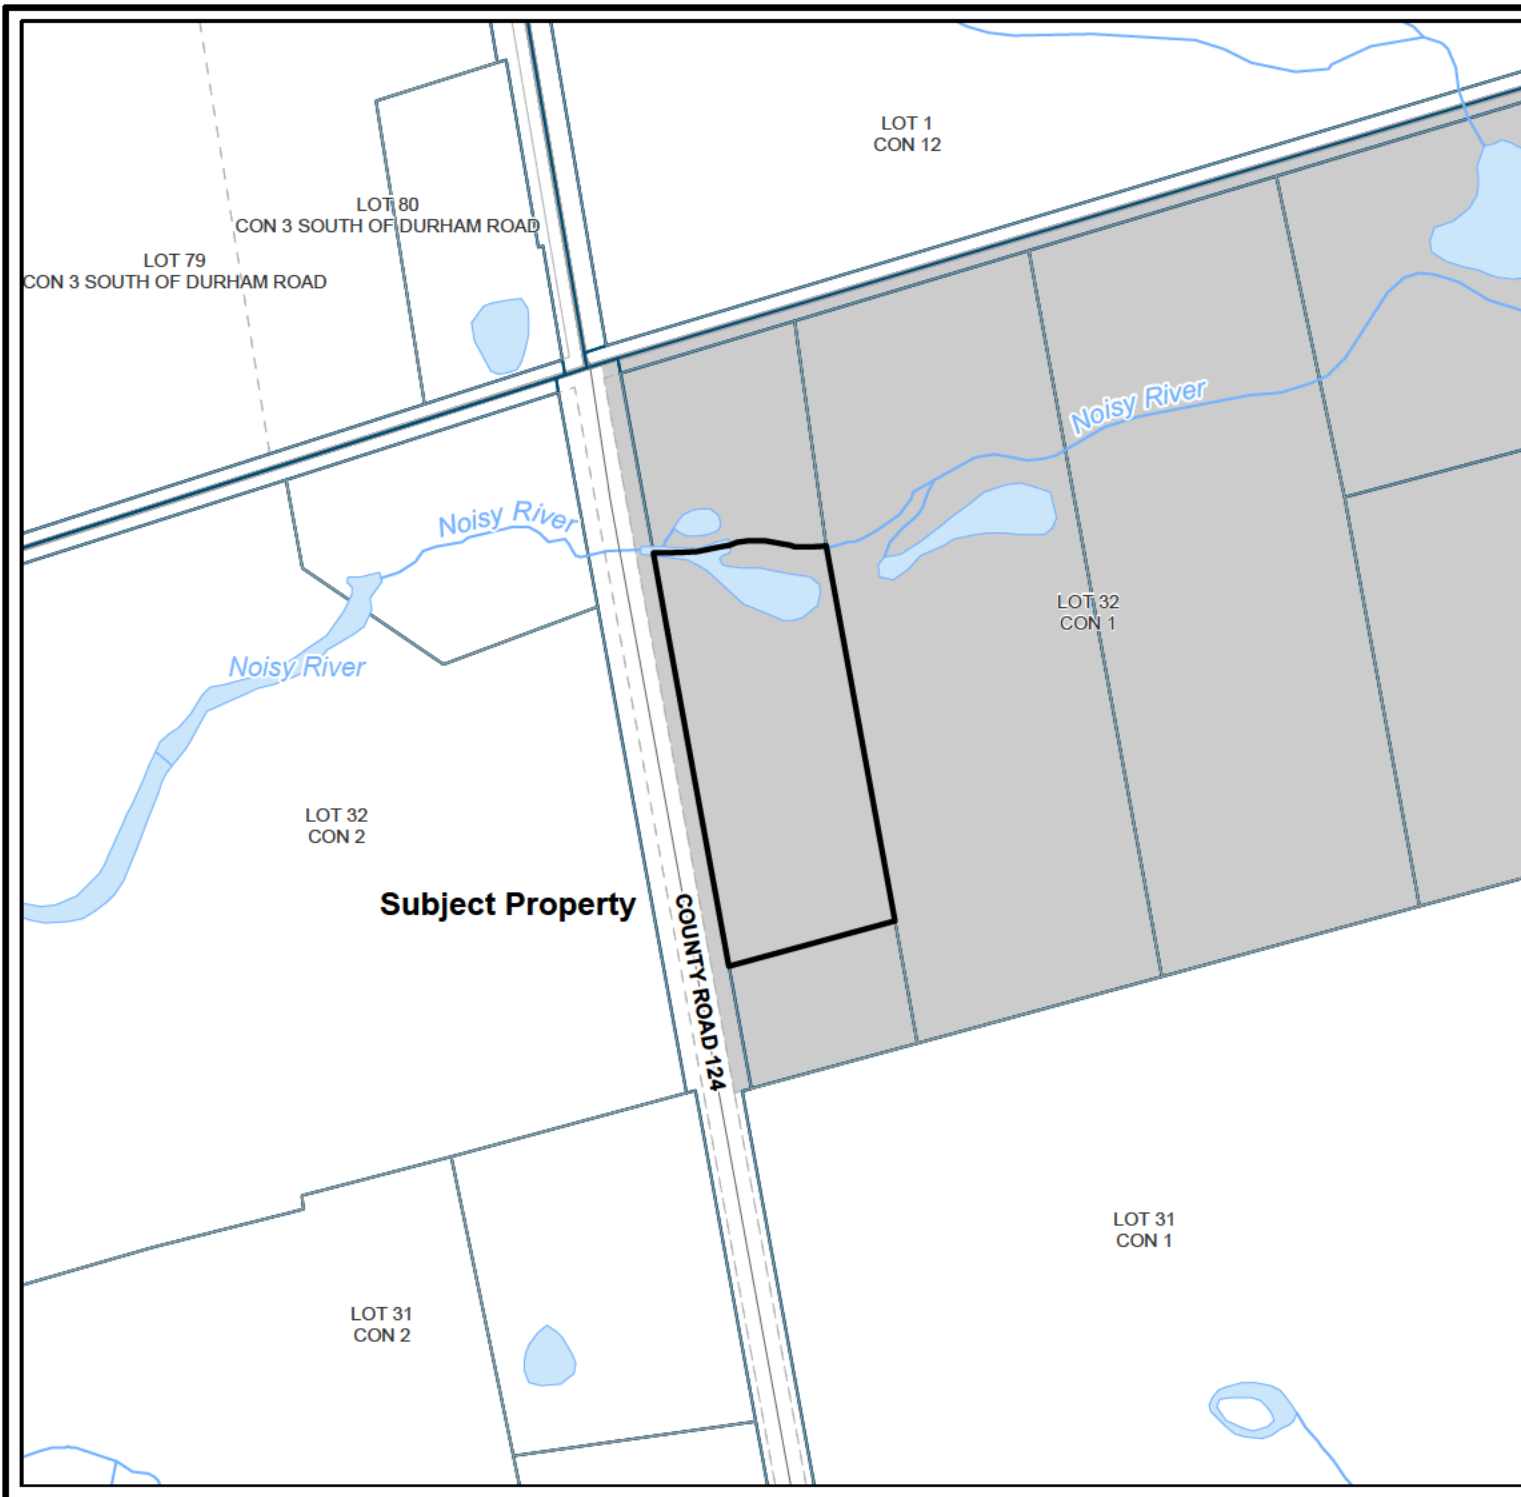 LOT 1
CON 12
LOT 80
CON 3 SOUTH OF DURHAM ROAD
LOT 79
CON 3 SOUTH OF DURHAM ROAD
Noisy River
Noisy River
LOT 32
CON 1
Noisy River
LOT 32
CON 2
Subject Property
COUNTY ROAD 124
LOT 31
CON 1
LOT 31
CON 2